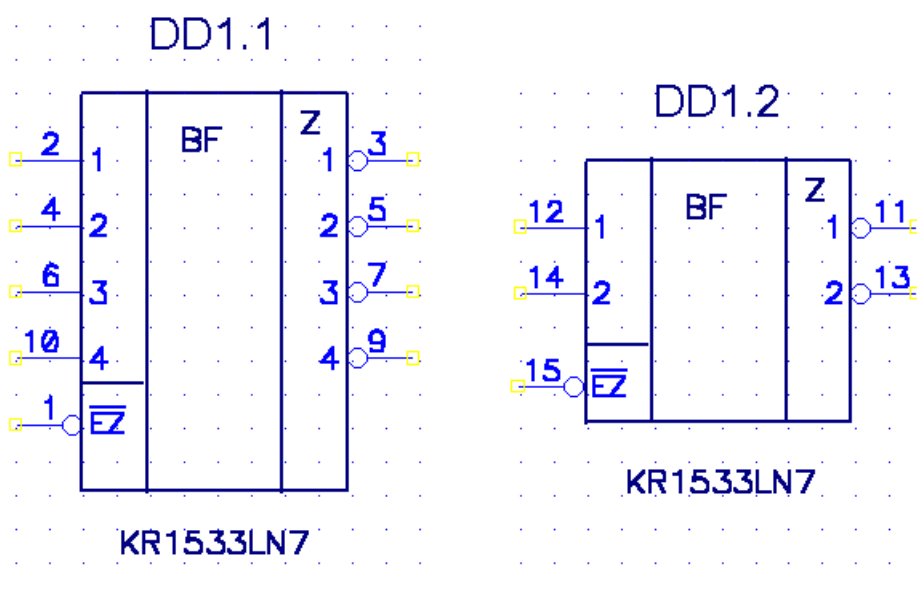 DD1.1
BF Z
2 1 1 3
4 2 2 5
6 3 3 7
10 4 4 9
1 EZ
KR1533LN7
DD1.2
BF Z
12 1 1 11
14 2 2 13
15 EZ
KR1533LN7